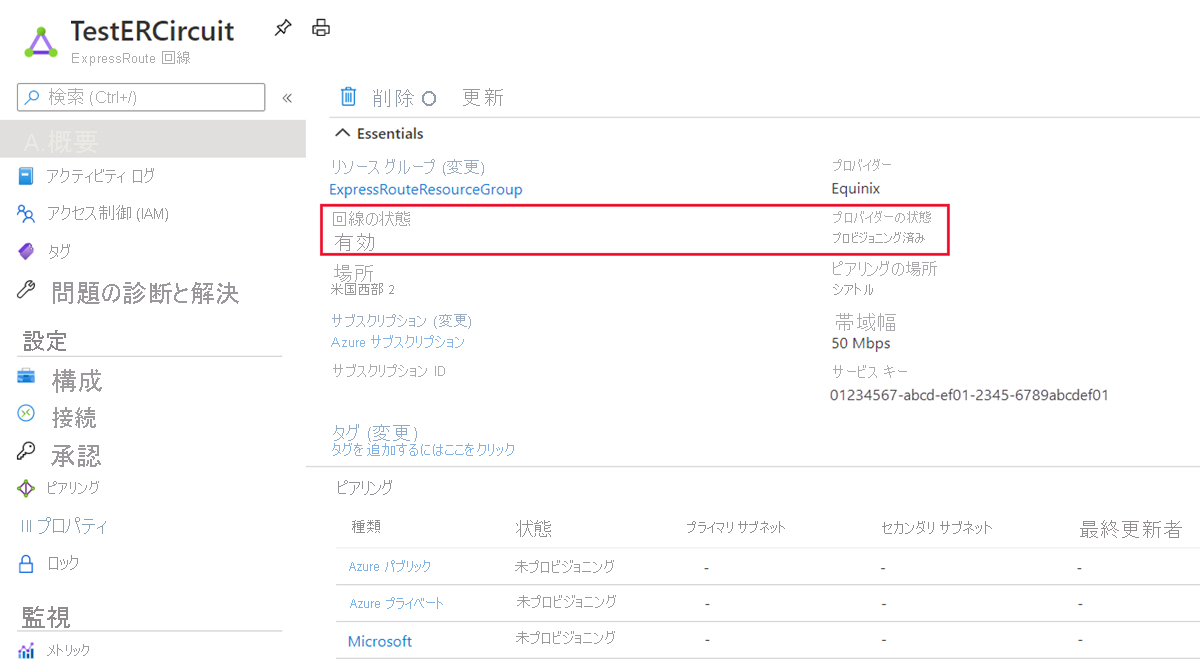 TestERCircuit
ExpressRoute 回線
検索 (Ctrl+/)
«
A.概要
アクティビティ ログ
アクセス制御 (IAM)
タグ
問題の診断と解決
設定
構成
接続
承認
ピアリング
III プロパティ
ロック
監視
メトリック
削除 O 更新
Essentials
リソース グループ (変更)
ExpressRouteResourceGroup
プロバイダー
Equinix
回線の状態
有効
プロバイダーの状態
プロビジョニング済み
場所
米国西部 2
ピアリングの場所
シアトル
サブスクリプション (変更)
Azure サブスクリプション
帯域幅
50 Mbps
サブスクリプション ID
サービス キー
01234567-abcd-ef01-2345-6789abcdef01
タグ (変更)
タグを追加するにはここをクリック
ピアリング
種類 状態 プライマリ サブネット セカンダリ サブネット 最終更新者
Azure パブリック 未プロビジョニング - - -
Azure プライベート 未プロビジョニング - - -
Microsoft 未プロビジョニング - - -